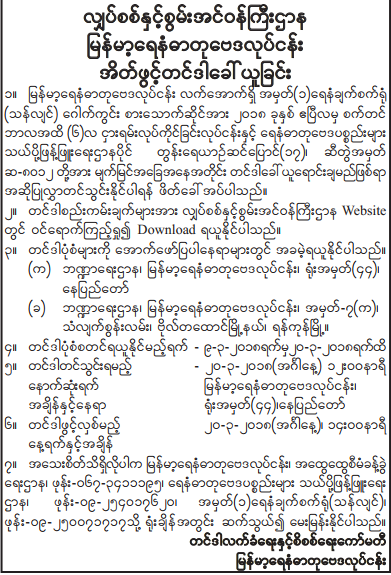 လျှပ်စစ်နှင့်စွမ်းအင်ဝန်ကြီးဌာန
မြန်မာ့ရေနံဓာတုဗေဒလုပ်ငန်း
အိတ်ဖွင့်တင်ဒါခေါ်ယူခြင်း
၁။ မြန်မာ့ရေနံဓာတုဗေဒလုပ်ငန်း လက်အောက်ရှိ အမှတ်(၁)ရေနံချက်စက်ရုံ
(သန်လျင်) ဂေါက်ကွင်း စားသောက်ဆိုင်အား ၂၀၁၈ ခုနှစ် ဧပြီလမှ စက်တင်
ဘာလအထိ (၆)လ ငှားရမ်းလုပ်ကိုင်ခြင်းလုပ်ငန်းနှင့် ရေနံဓာတုဗေဒပစ္စည်းများ
သယ်ပို့ဖြန့်ဖြူးရေးဌာနပိုင် တွန်းရေယာဉ်ဆင်ပြောင်(၁၇)၊ ဆီတွဲအမှတ်
ဆ-၈၀၁၂ တို့အား မျက်မြင်အခြေအနေအတိုင်း တင်ဒါခေါ်ယူရောင်းချမည်ဖြစ်ရာ
အဆိုပြုလွှာတင်သွင်းနိုင်ပါရန် ဖိတ်ခေါ်အပ်ပါသည်။
၂။ တင်ဒါစည်းကမ်းချက်များအား လျှပ်စစ်နှင့်စွမ်းအင်ဝန်ကြီးဌာန Website
တွင် ဝင်ရောက်ကြည့်ရှု၍ Download ရယူနိုင်ပါသည်။
၃။ တင်ဒါပုံစံများကို အောက်ဖော်ပြပါနေရာများတွင် အခမဲ့ရယူနိုင်ပါသည်။
(က) ဘဏ္ဍာရေးဌာန၊ မြန်မာ့ရေနံဓာတုဗေဒလုပ်ငန်း၊ ရုံးအမှတ်(၄၄)၊
နေပြည်တော်
(ခ) ဘဏ္ဍာရေးဌာန၊ မြန်မာ့ရေနံဓာတုဗေဒလုပ်ငန်း၊ အမှတ်-၇(က)၊
သံလျက်စွန်းလမ်း၊ ဗိုလ်တထောင်မြို့နယ်၊ ရန်ကုန်မြို့။
၄။ တင်ဒါပုံစံစတင်ရယူနိုင်မည့်ရက် - ၉-၃-၂၀၁၈ရက်မှ၂၀-၃-၂၀၁၈ရက်ထိ
၅။ တင်ဒါတင်သွင်းရမည့် - ၂၀-၃-၂၀၁၈(အင်္ဂါနေ့)၊ ၁၂း၀၀နာရီ
နောက်ဆုံးရက် မြန်မာ့ရေနံဓာတုဗေဒလုပ်ငန်း၊
အချိန်နှင့်နေရာ ရုံးအမှတ်(၄၄)၊နေပြည်တော်
၆။ တင်ဒါဖွင့်လှစ်မည့် ၂၀-၃-၂၀၁၈(အင်္ဂါနေ့)၊ ၁၄း၀၀နာရီ
နေ့ရက်နှင့်အချိန်
၇။ အသေးစိတ်သိရှိလိုပါက မြန်မာ့ရေနံဓာတုဗေဒလုပ်ငန်း၊ အထွေထွေစီမံခန့်ခွဲ
ရေးဌာန၊ ဖုန်း-၀၆၇-၃၄၁၁၁၉၅၊ ရေနံဓာတုဗေဒပစ္စည်းများ သယ်ပို့ဖြန့်ဖြူးရေး
ဌာန၊ ဖုန်း-၀၉-၂၅၄၀၁၇၆၂၀၊ အမှတ်(၁)ရေနံချက်စက်ရုံ(သန်လျင်)၊
ဖုန်း-၀၉-၂၅၀၀၇၁၇၁၇သို့ ရုံးချိန်အတွင်း ဆက်သွယ်၍ မေးမြန်းနိုင်ပါသည်။
တင်ဒါလက်ခံရေးနှင့်စိစစ်ရေးကော်မတီ
မြန်မာ့ရေနံဓာတုဗေဒလုပ်ငန်း